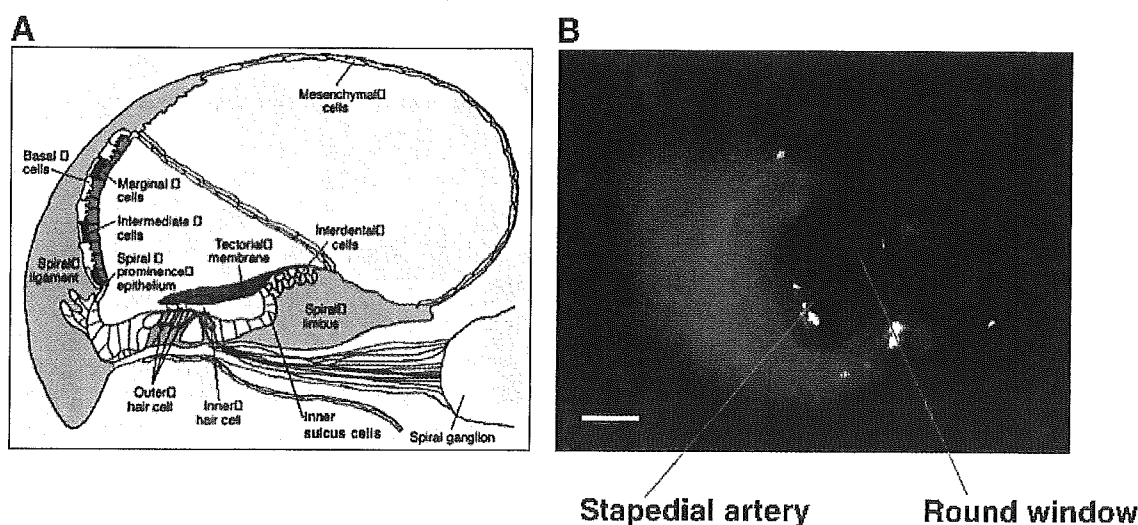 A
B
Mesenchymal□
cells
Basal □
cells
Marginal □
cells
Intermediate □
cells
Interdental□
cells
Tectorial□
membrane
Spiral□
ligament
Spiral □
prominence□
epithelium
Spiral□
limbus
Outer□
hair cell
Inner□
hair cell
Inner
sulcus cells
Spiral ganglion
Stapedial artery
Round window